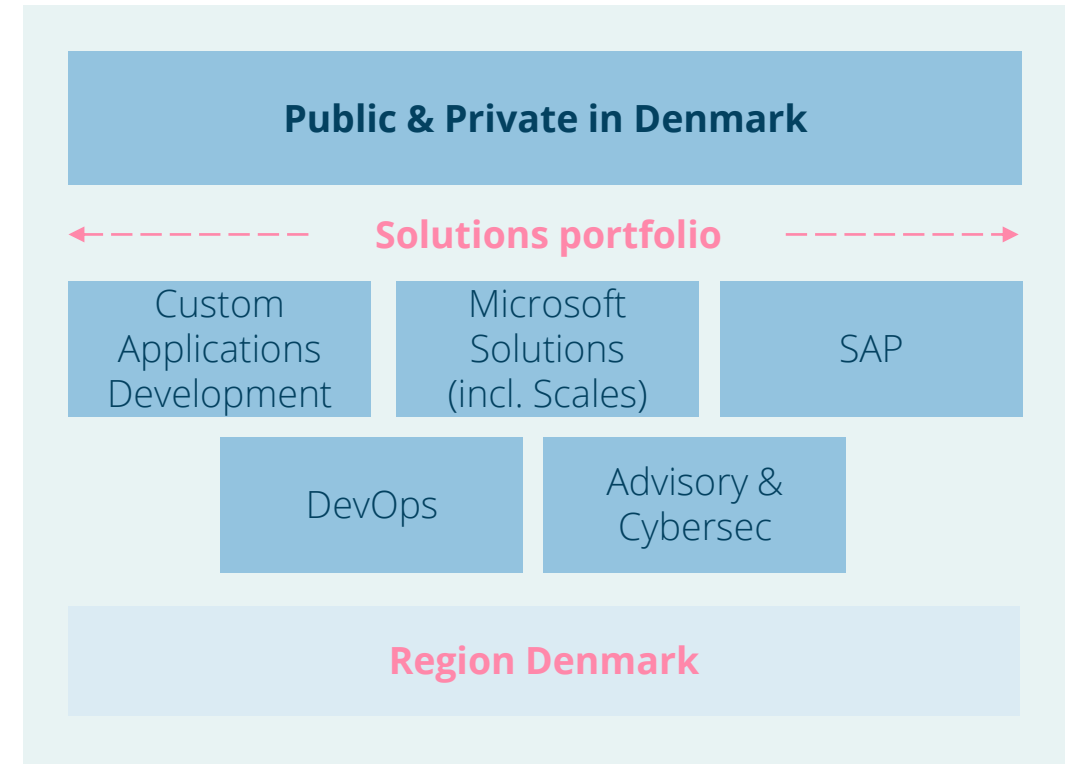 Public & Private in Denmark
Solutions portfolio
Custom
Applications
Development
Microsoft
Solutions
(incl. Scales)
SAP
DevOps
Advisory &
Cybersec
Region Denmark